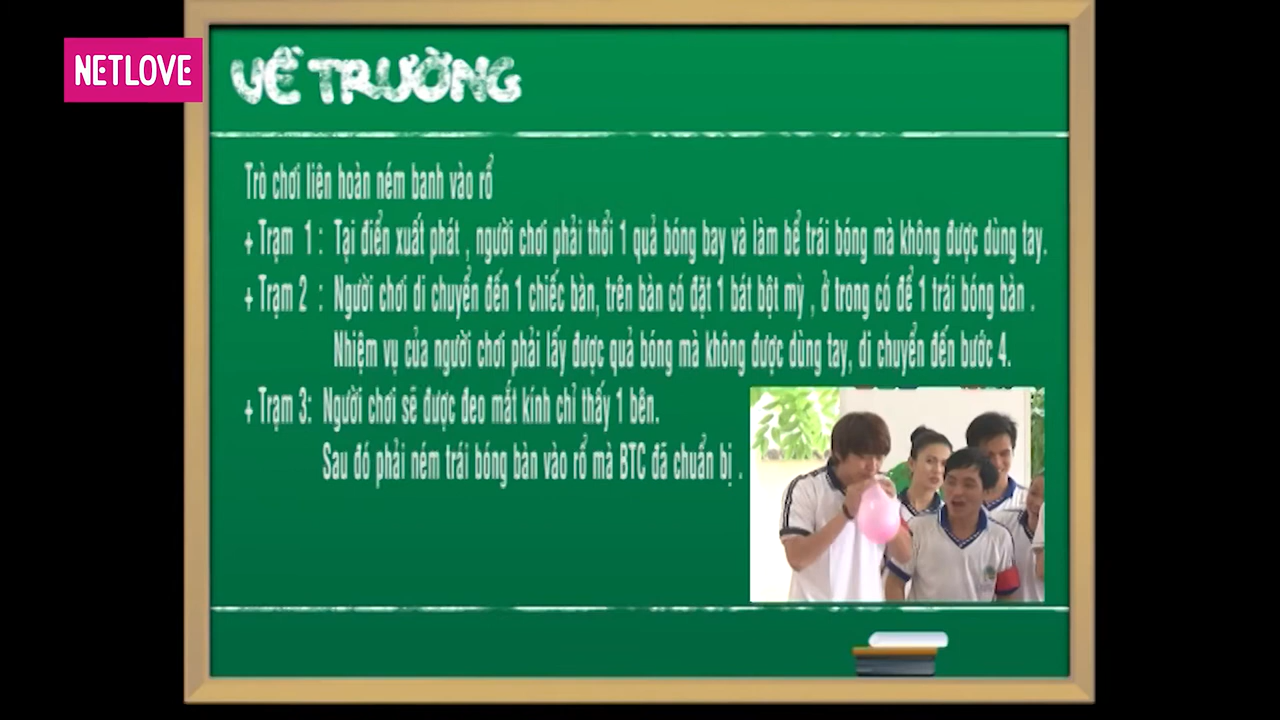 NETLOVE
VỀ TRƯỜNG
Trò chơi liên hoàn ném banh vào rổ
+ Trạm 1 : Tại điển xuất phát , người chơi phải thổi 1 quả bóng bay và làm bể trái bóng mà không được dùng tay.
+ Trạm 2 : Người chơi di chuyển đến 1 chiếc bàn, trên bàn có đặt 1 bát bột mỳ , ở trong có để 1 trái bóng bàn .
Nhiệm vụ của người chơi phải lấy được quả bóng mà không được dùng tay, di chuyển đến bước 4.
+ Trạm 3: Người chơi sẽ được đeo mắt kính chỉ thấy 1 bên.
Sau đó phải ném trái bóng bàn vào rổ mà BTC đã chuẩn bị .